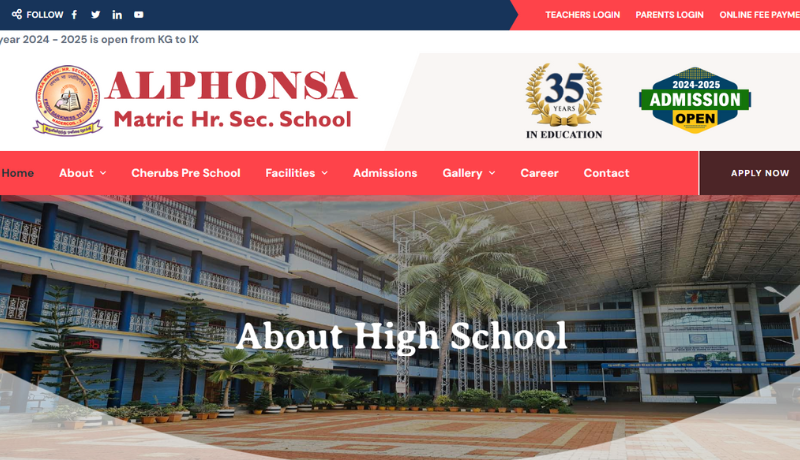 FOLLOW
TEACHERS LOGIN PARENTS LOGIN ONLINE FEE PAYME
year 2024 - 2025 is open from KG to IX
ALPHONSA
Matric Hr. Sec. School
35
YEARS
IN EDUCATION
2024-2025
ADMISSION
OPEN
Home About Cherubs Pre School Facilities Admissions Gallery Career Contact
APPLY NOW
About High School